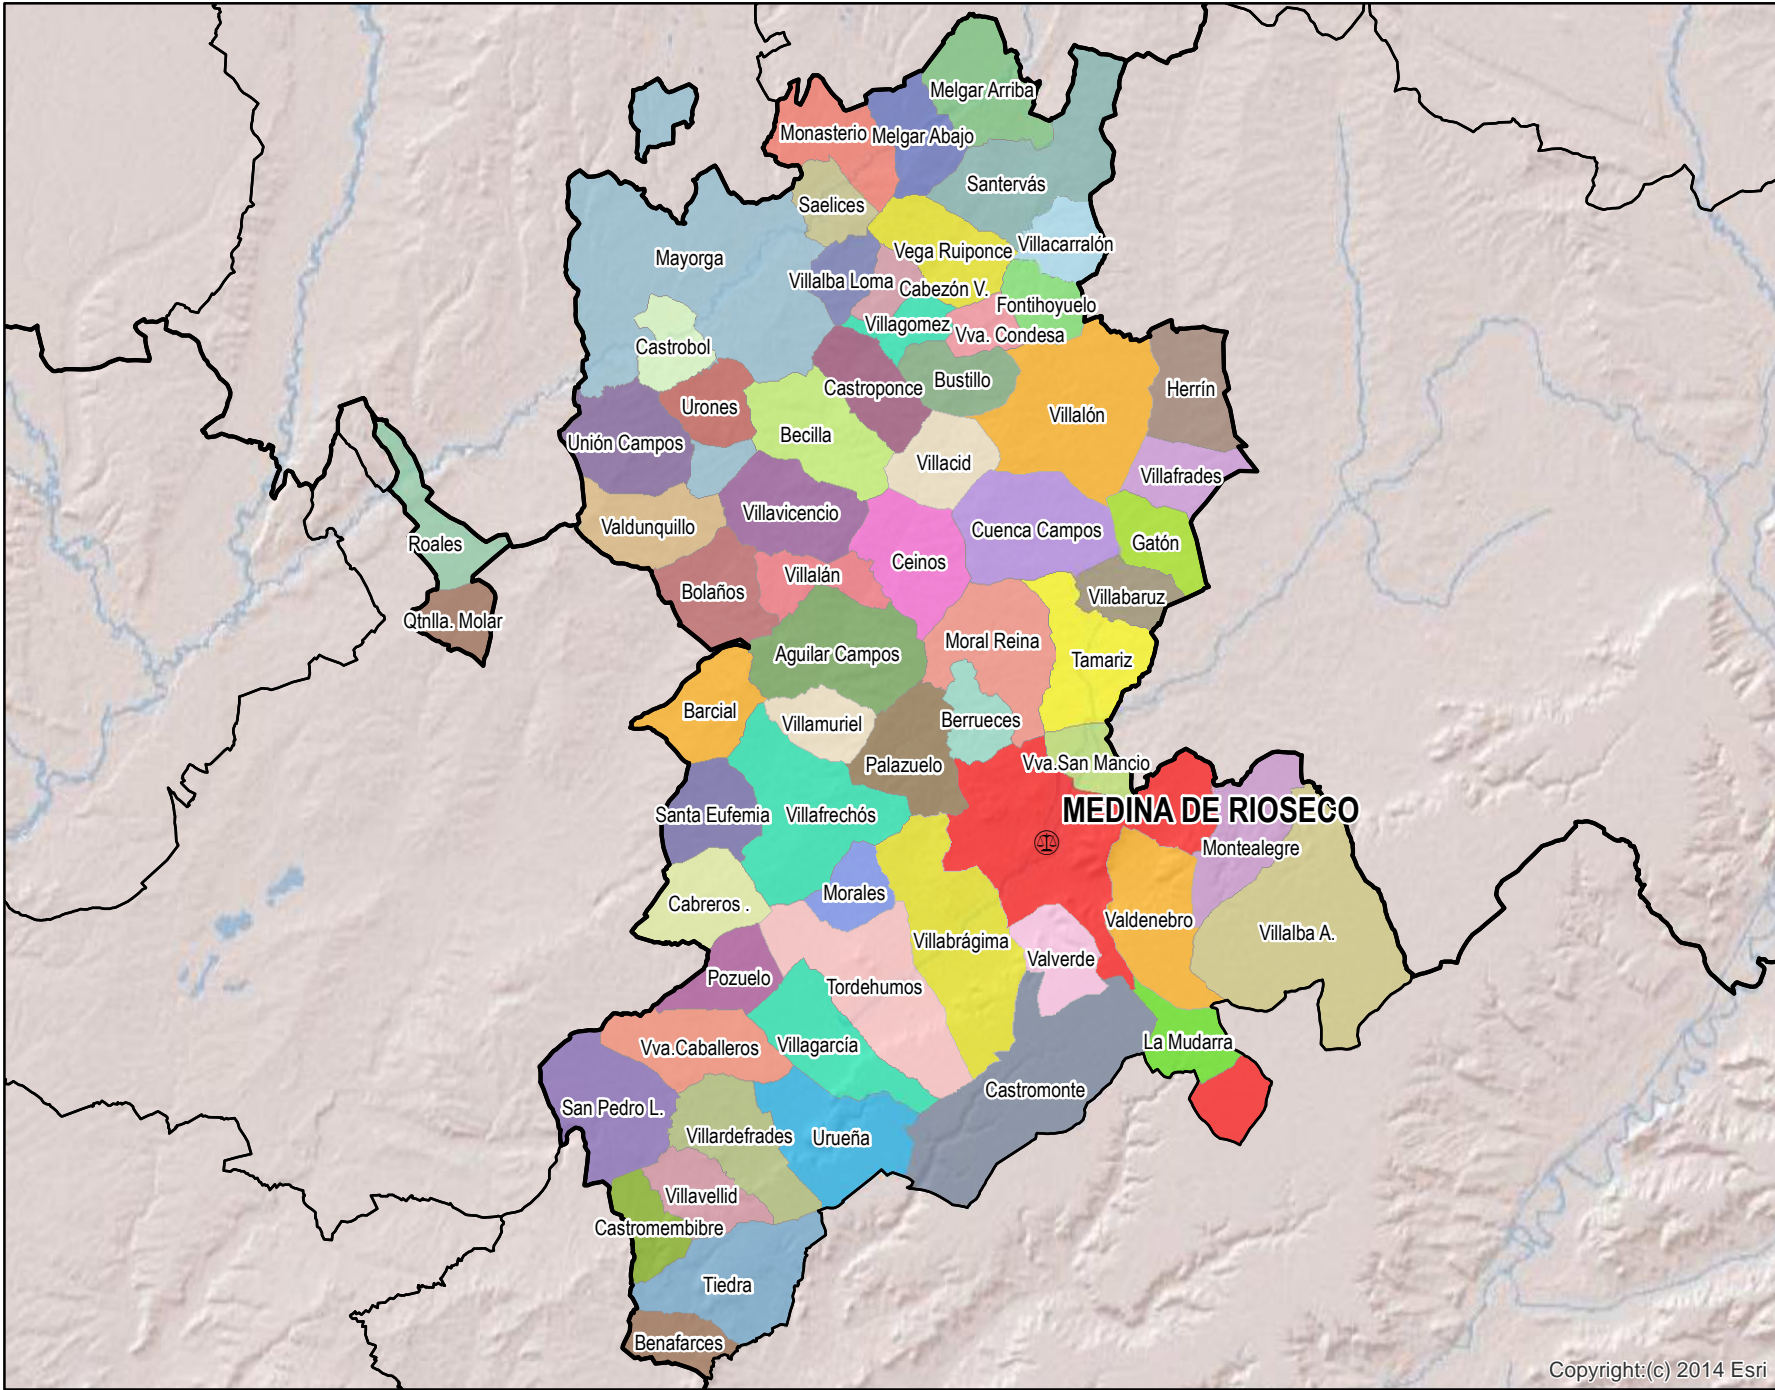 Melgar Arriba
Monasterio
Melgar Abajo
Santervás
Saelices
Villacarralón
Vega Ruiponce
Mayorga
Villalba Loma
Cabezón V.
Fontihoyuelo
Villagomez
Vva. Condesa
Castrobol
Bustillo
Castroponce
Herrín
Urones
Villalón
Becilla
Unión Campos
Villacid
Villafrades
Villavicencio
Valdunquillo
Cuenca Campos
Gatón
Roales
Ceinos
Villalán
Bolaños
Villabaruz
Qtnlla. Molar
Moral Reina
Aguilar Campos
Tamariz
Barcial
Villamuriel
Berrueces
Palazuelo
Vva.San Mancio
MEDINA DE RIOSECO
Santa Eufemia
Villafrechós
Montealegre
Morales
Cabreros .
Valdenebro
Villalba A.
Villabrágima
Valverde
Pozuelo
Tordehumos
La Mudarra
Vva.Caballeros
Villagarcía
Castromonte
San Pedro L.
Villardefrades
Urueña
Villavellid
Castromembibre
Tiedra
Benafarces
Copyright:(c) 2014 Esri